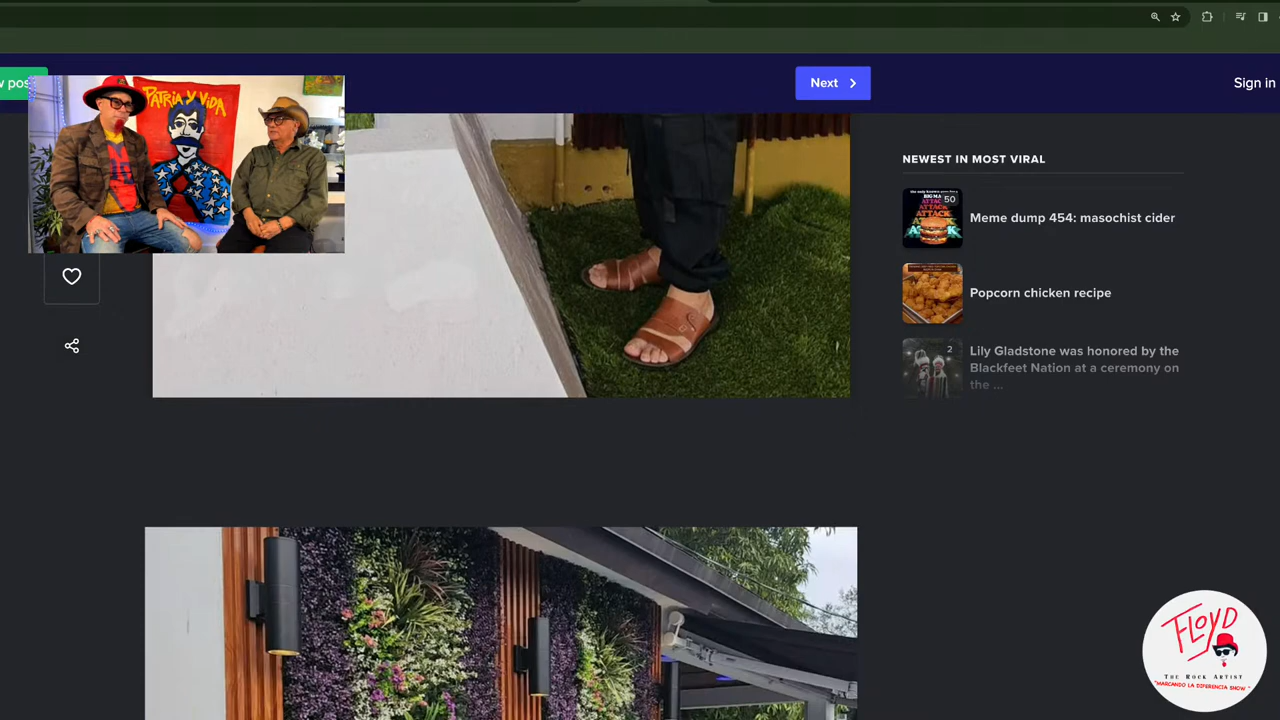 w pos
Next
Sign in
PATRIA Y VIDA
NEWEST IN MOST VIRAL
50
Meme dump 454: masochist cider
Popcorn chicken recipe
2
Lily Gladstone was honored by the
Blackfeet Nation at a ceremony on
the ...
FLOYD
THE ROCK ARTIST
"MARCANDO LA DIFERENCIA SHOW"